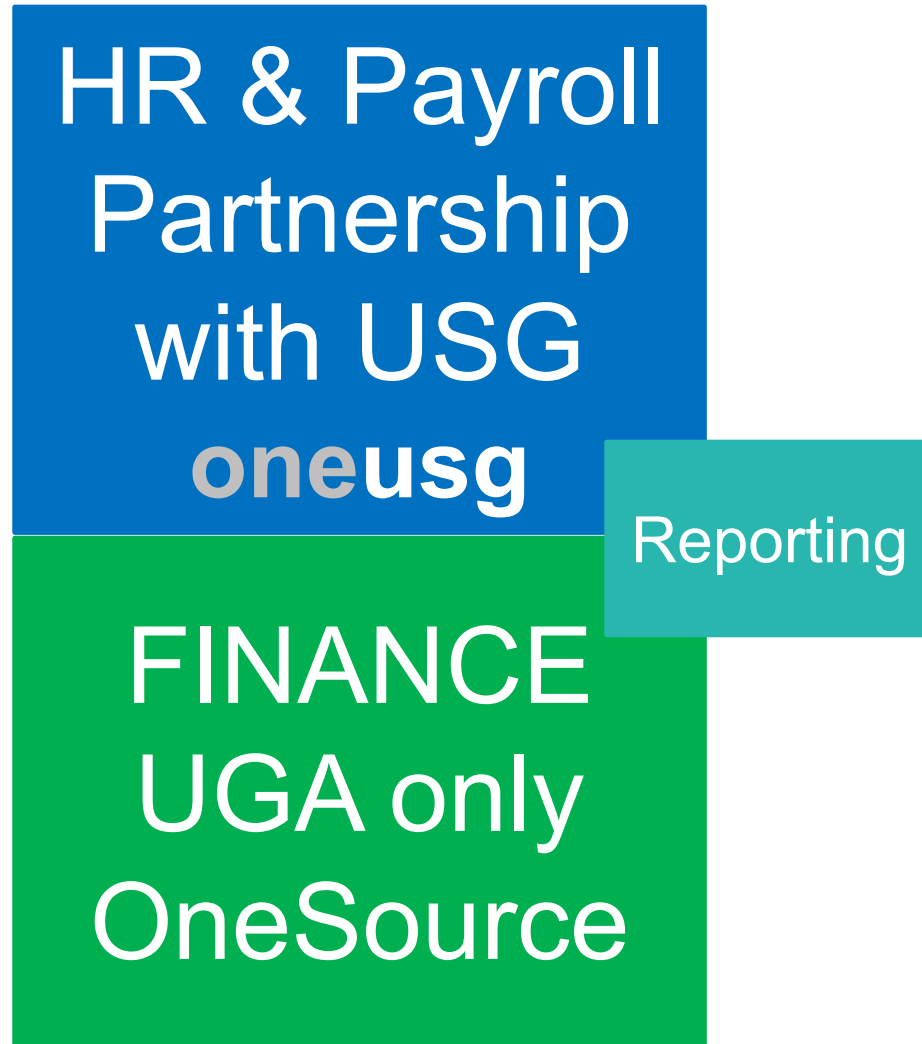 HR & Payroll
Partnership
with USG
oneusg
Reporting
FINANCE
UGA only
OneSource